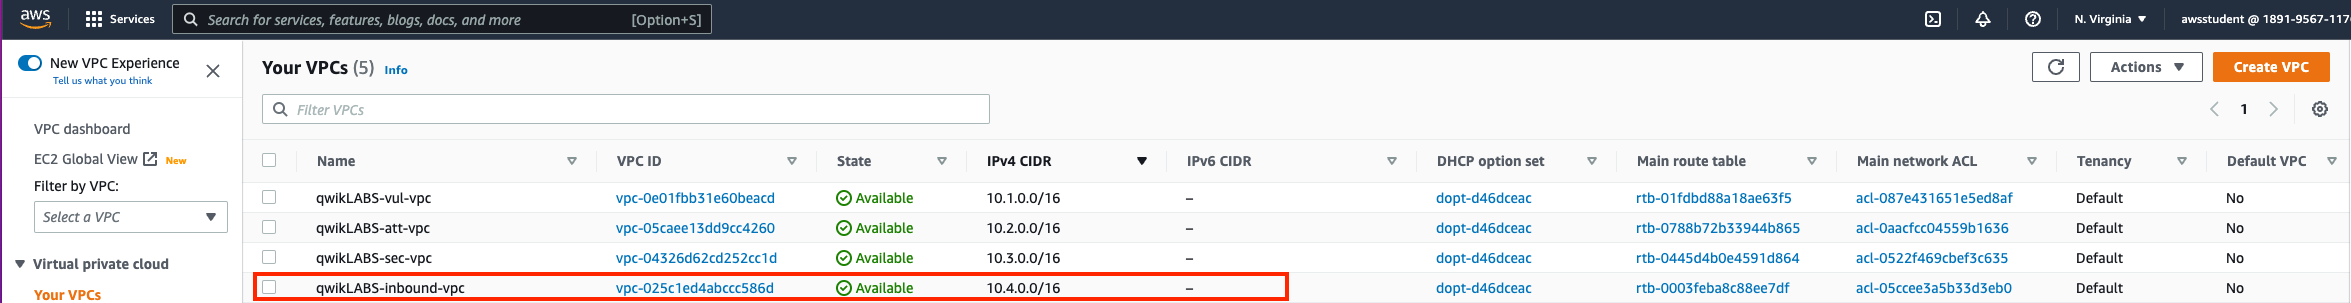 aws Services Search for services, features, blogs, docs, and more [Option+S] N. Virginia ▼ awsstudent @ 1891-9567-117
New VPC Experience
Tell us what you think
VPC dashboard
EC2 Global View New
Filter by VPC:
Select a VPC
Virtual private cloud
Your VPCs
Your VPCs (5) Info Actions ▼ Create VPC
Filter VPCs 1
Name VPC ID State IPv4 CIDR IPv6 CIDR DHCP option set Main route table Main network ACL Tenancy Default VPC
qwikLABS-vul-vpc vpc-0e01fbb31e60beacd Available 10.1.0.0/16 – dopt-d46dceac rtb-01fdbd88a18ae63f5 acl-087e431651e5ed8af Default No
qwikLABS-att-vpc vpc-05caee13dd9cc4260 Available 10.2.0.0/16 – dopt-d46dceac rtb-0788b72b33944b865 acl-0aacfcc04559b1636 Default No
qwikLABS-sec-vpc vpc-04326d62cd252cc1d Available 10.3.0.0/16 – dopt-d46dceac rtb-0445d4b0e4591d864 acl-0522f469cbef3c635 Default No
qwikLABS-inbound-vpc vpc-025c1ed4abccc586d Available 10.4.0.0/16 – dopt-d46dceac rtb-0003feba8c88ee7df acl-05ccee3a5b33d3eb0 Default No